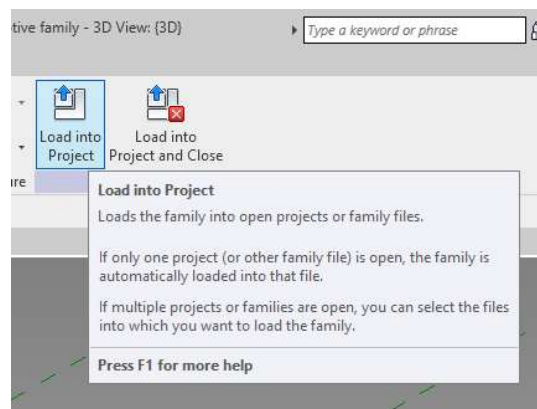 tive family - 3D View: {3D}
Type a keyword or phrase
Load into
Project
Load into
Project and Close
re
Load into Project
Loads the family into open projects or family files.
If only one project (or other family file) is open, the family is
automatically loaded into that file.
If multiple projects or families are open, you can select the files
into which you want to load the family.
Press F1 for more help